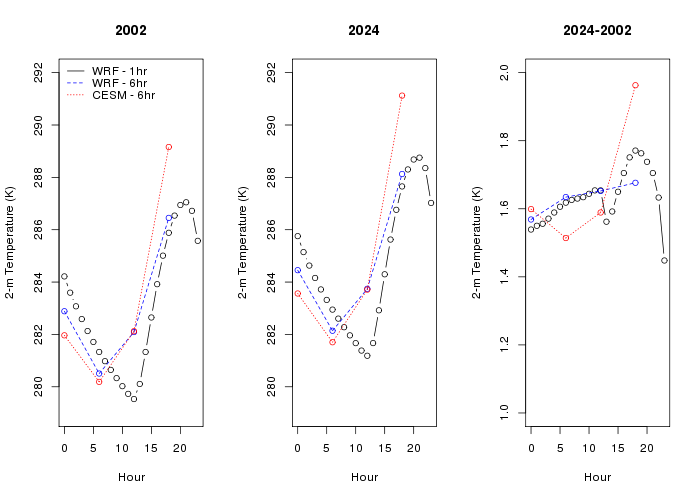 2002
2-m Temperature (K)
292
290
288
286
284
282
280
WRF - 1hr
WRF - 6hr
CESM - 6hr
0 5 10 15 20
Hour
2024
2-m Temperature (K)
292
290
288
286
284
282
280
0 5 10 15 20
Hour
2024-2002
2-m Temperature (K)
2.0
1.8
1.6
1.4
1.2
1.0
0 5 10 15 20
Hour